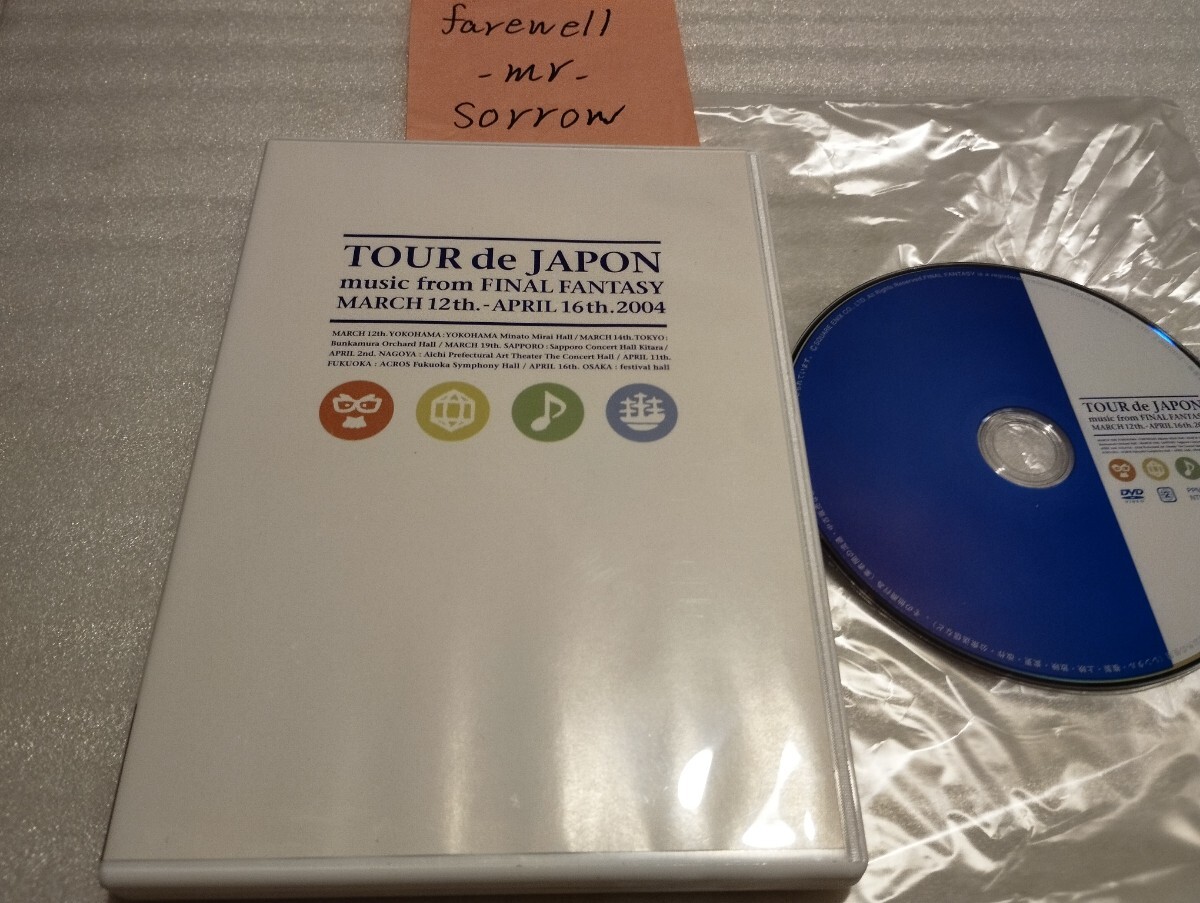 farewell
-mr-
sorrow
TOUR de JAPON
music from FINAL FANTASY
MARCH 12th.-APRIL 16th.2004
MARCH 12th. YOKOHAMA : YOKOHAMA Minato Mirai Hall / MARCH 14th. TOKYO :
Bunkamura Orchard Hall / MARCH 19th. SAPPORO : Sapporo Concert Hall Kitara /
APRIL 2nd. NAGOYA : Aichi Prefectural Art Theater The Concert Hall / APRIL 11th.
FUKUOKA : ACROS Fukuoka Symphony Hall / APRIL 16th. OSAKA : festival hall
TOUR de JAPON
music from FINAL FANTASY
MARCH 12th.-APRIL 16th.20
DVD
VIDEO
2